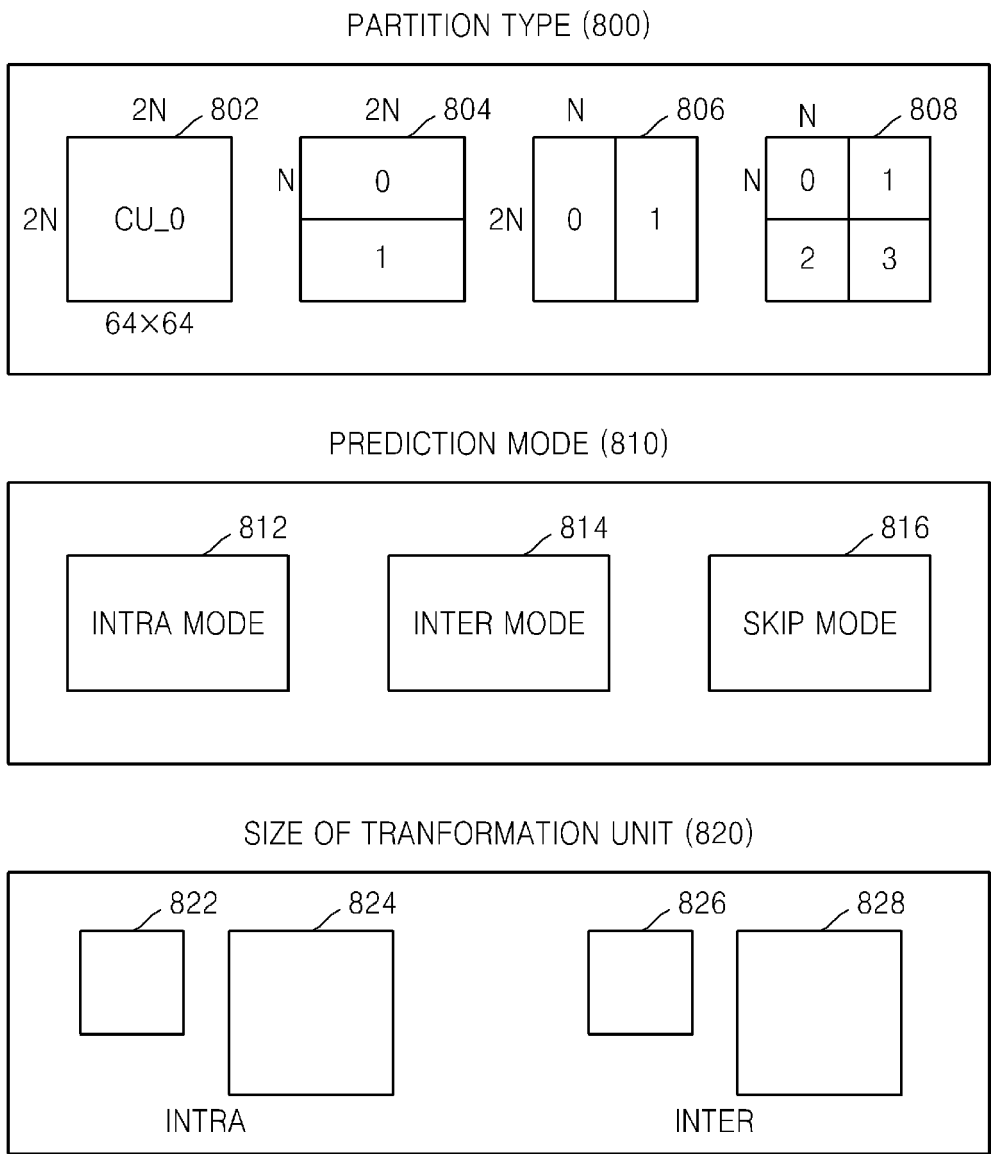 PARTITION TYPE (800)
2N 802 2N 804 N 806 N 808
2N CU_0 N 0 2N 0 1 N 0 1
1 2 3
64×64
PREDICTION MODE (810)
812 814 816
INTRA MODE INTER MODE SKIP MODE
SIZE OF TRANFORMATION UNIT (820)
822 824 826 828
INTRA INTER